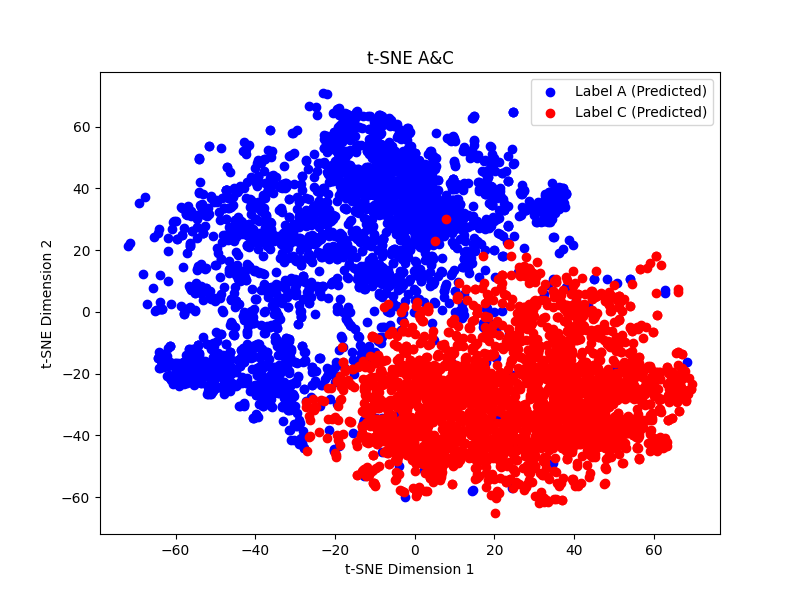 t-SNE A&C
Label A (Predicted)
Label C (Predicted)
t-SNE Dimension 2
60
40
20
0
−20
−40
−60
−60
−40
−20
0
20
40
60
t-SNE Dimension 1